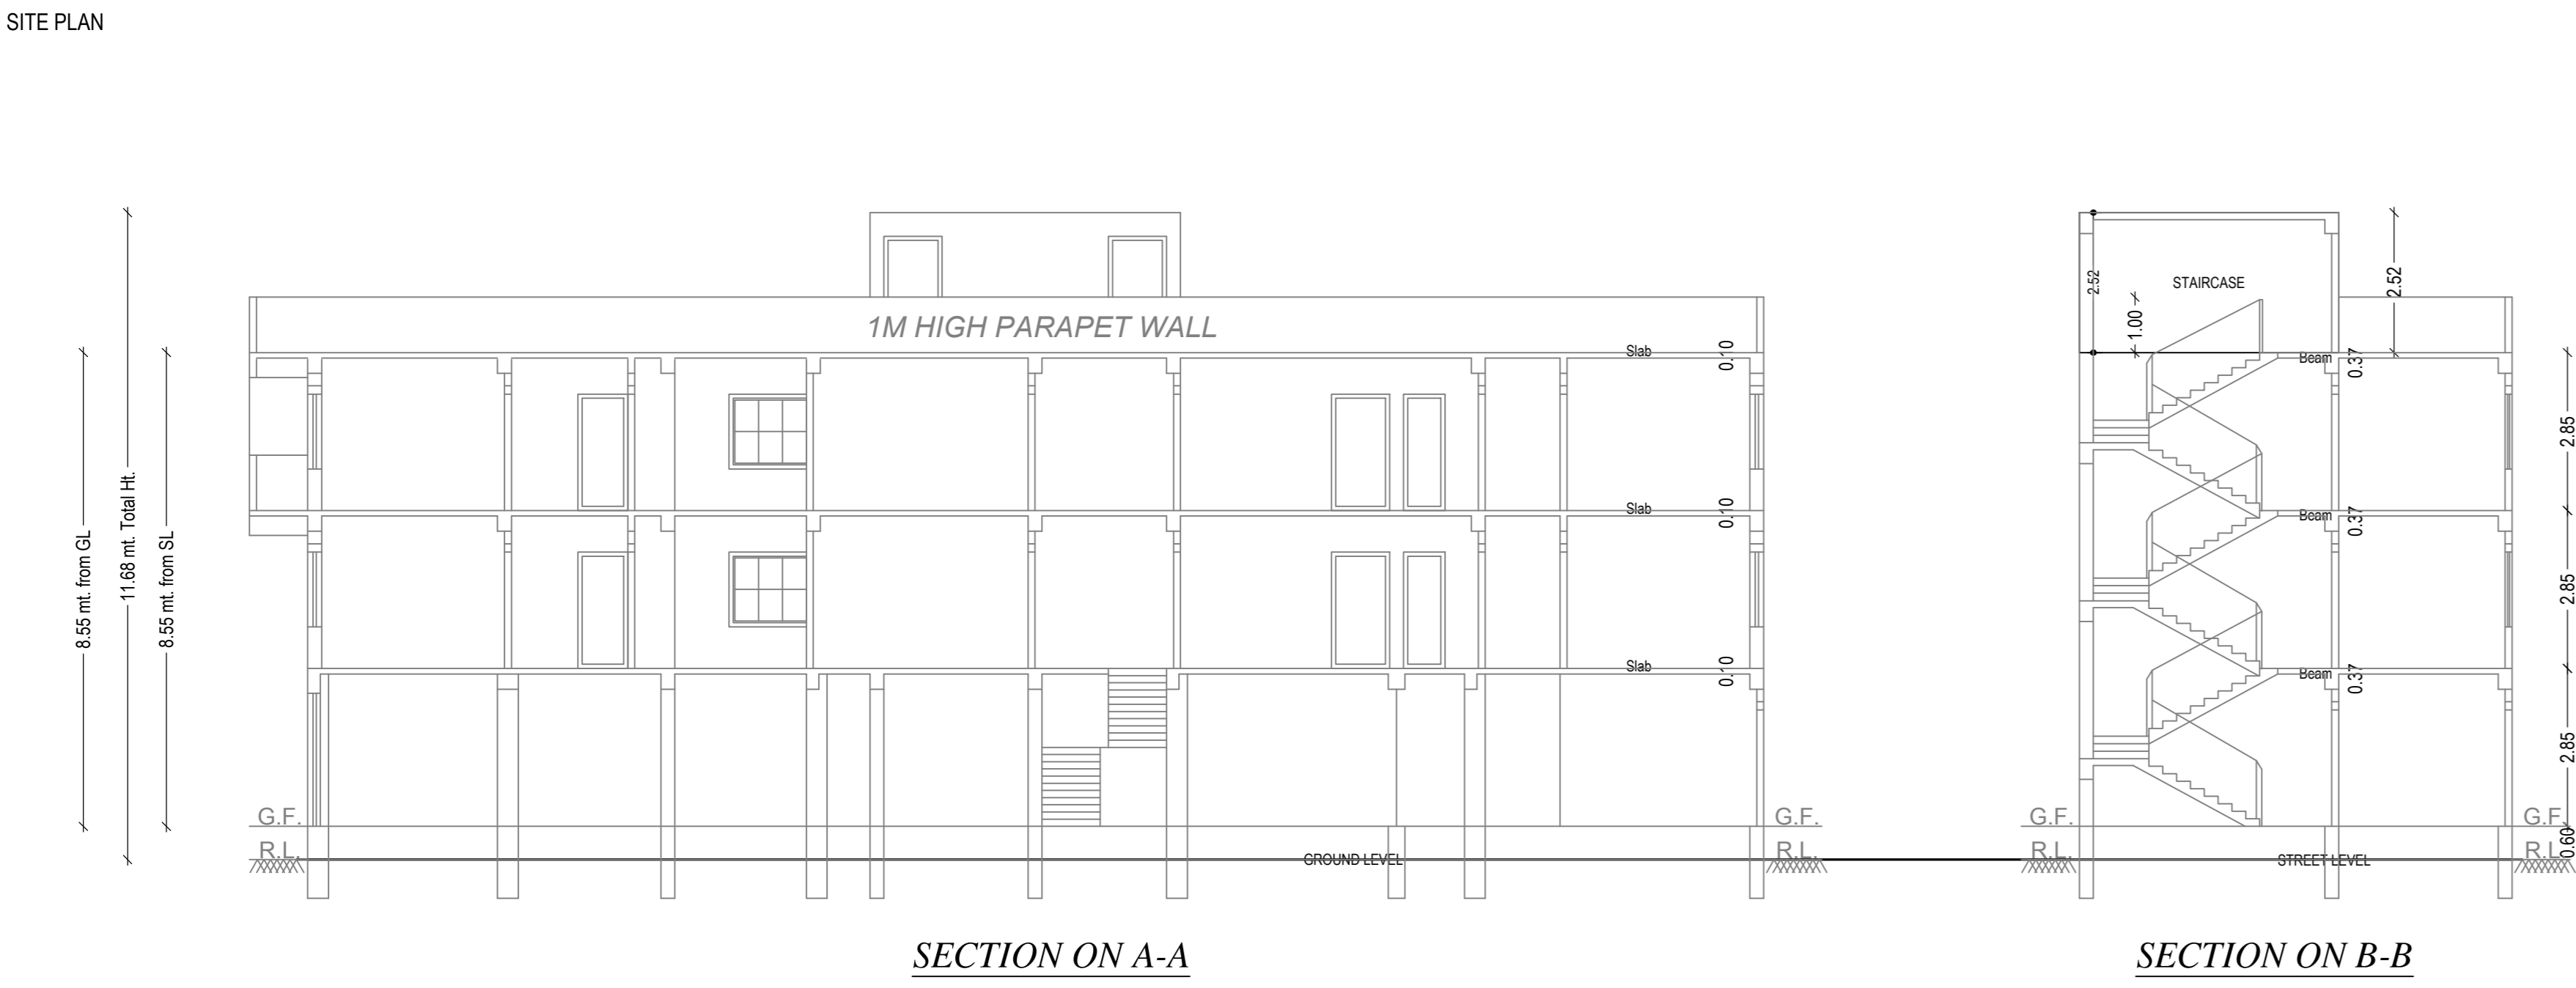 SITE PLAN
8.55 mt. from GL
11.68 mt. Total Ht.
8.55 mt. from SL
1M HIGH PARAPET WALL
Slab
0.10
Slab
0.10
Slab
0.10
G.F.
R.L.
GROUND LEVEL
G.F.
R.L.
SECTION ON A-A
2.52
STAIRCASE
1.00
2.52
Beam
0.37
2.85
Beam
0.37
2.85
Beam
0.37
2.85
G.F.
R.L.
STREET LEVEL
G.F.
R.L.
0.60
SECTION ON B-B